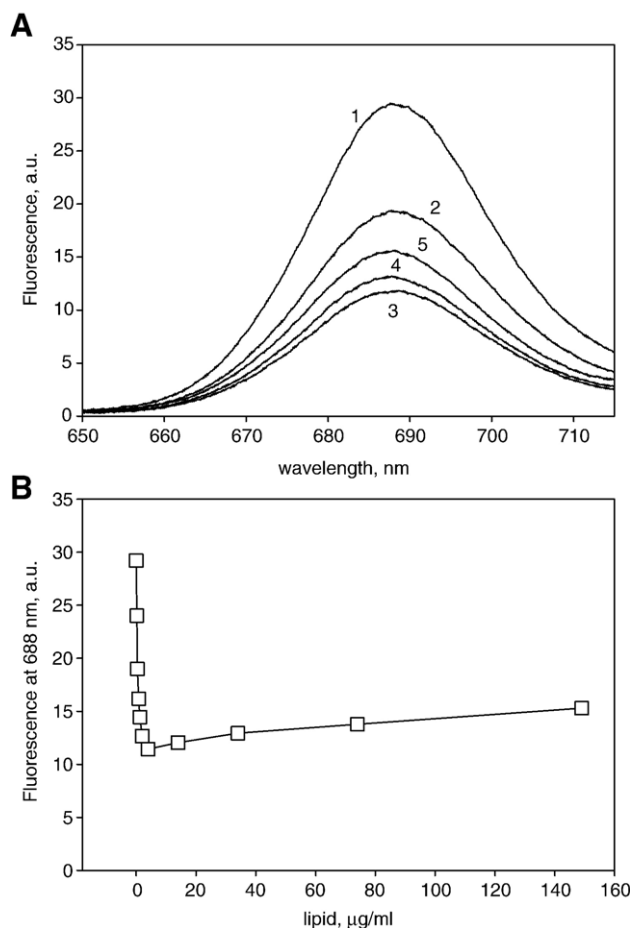 A
35
30
25
20
15
10
5
0
Fluorescence, a.u.
1
2
5
4
3
650 660 670 680 690 700 710
wavelength, nm
B
35
30
25
20
15
10
5
0
Fluorescence at 688 nm, a.u.
0 20 40 60 80 100 120 140 160
lipid, μg/ml